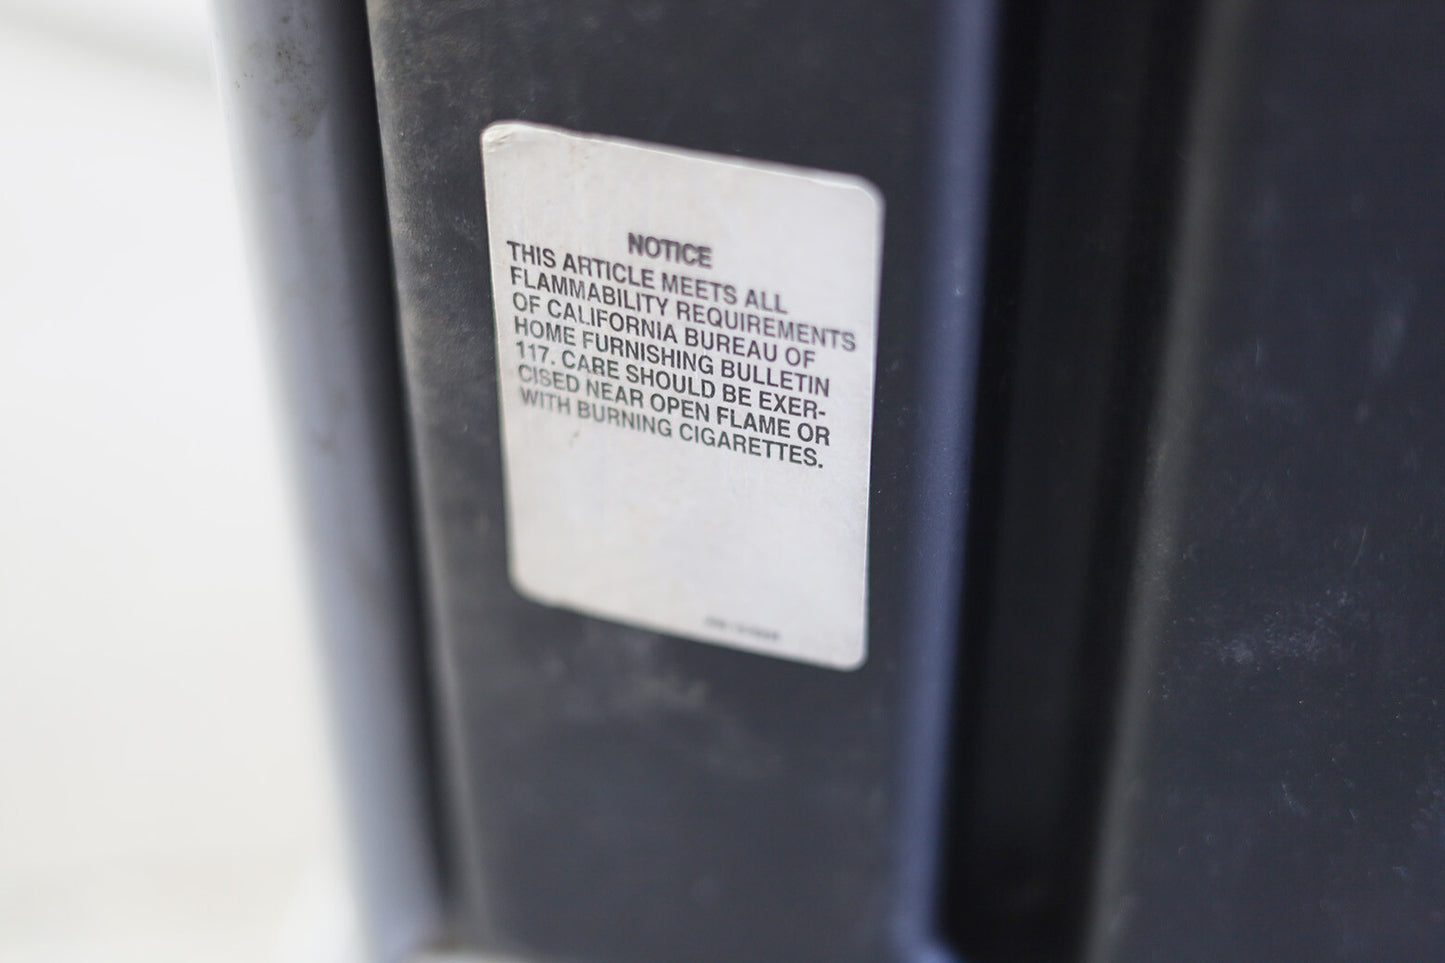 NOTICE
THIS ARTICLE MEETS ALL
FLAMMABILITY REQUIREMENTS
OF CALIFORNIA BUREAU OF
HOME FURNISHING BULLETIN
117. CARE SHOULD BE EXER-
CISED NEAR OPEN FLAME OR
WITH BURNING CIGARETTES.